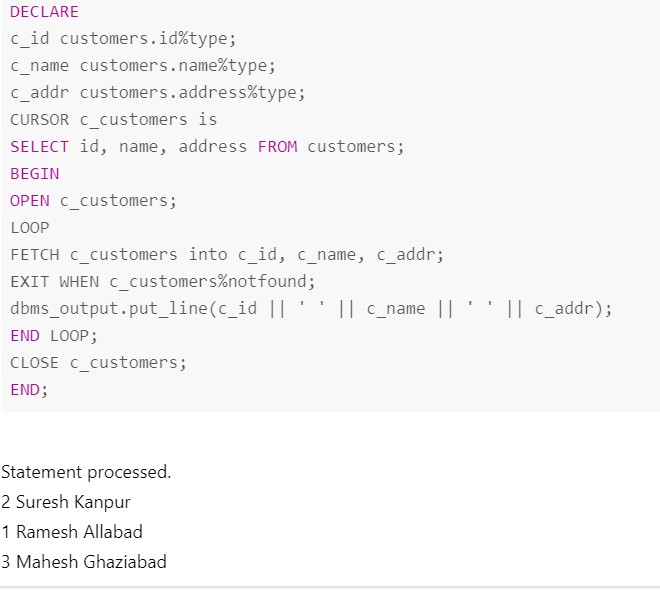 DECLARE
c_id customers.id%type;
c_name customers.name%type;
c_addr customers.address%type;
CURSOR c_customers is
SELECT id, name, address FROM customers;
BEGIN
OPEN c_customers;
LOOP
FETCH c_customers into c_id, c_name, c_addr;
EXIT WHEN c_customers%notfound;
dbms_output.put_line(c_id || ' ' || c_name || ' ' || c_addr);
END LOOP;
CLOSE c_customers;
END;
Statement processed.
2 Suresh Kanpur
1 Ramesh Allabad
3 Mahesh Ghaziabad